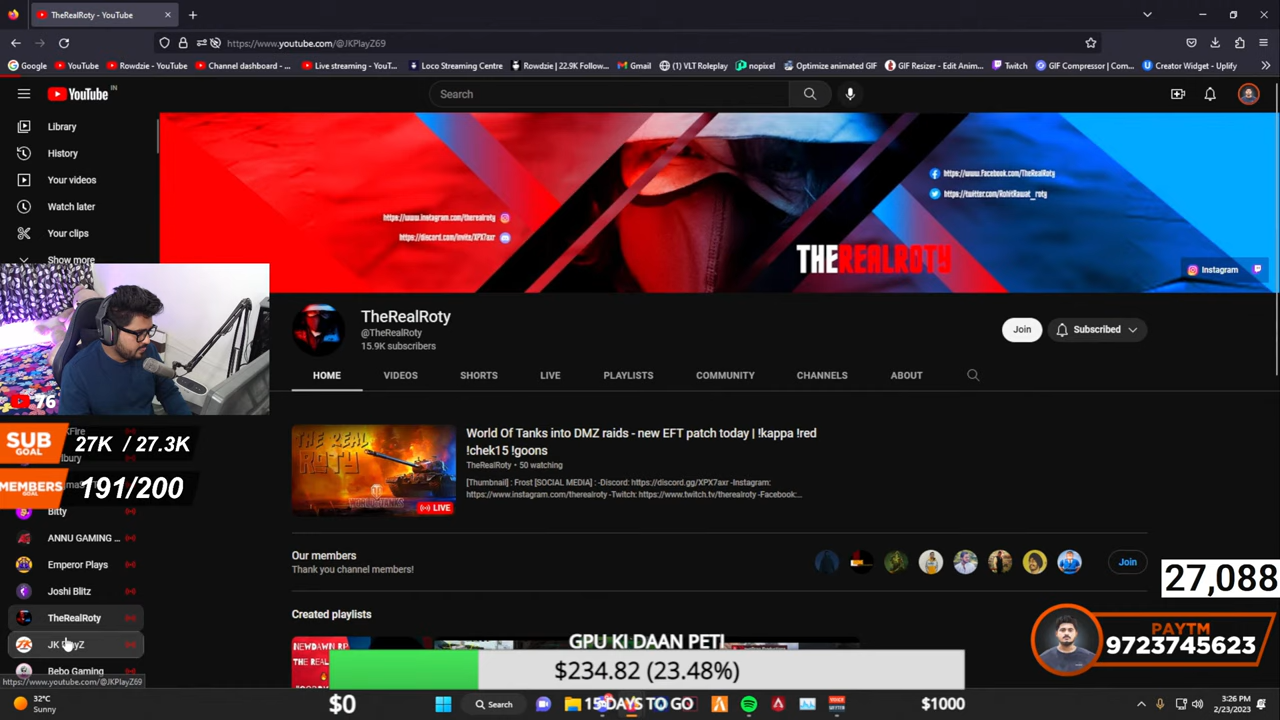 TheRealRoty - YouTube
https://www.youtube.com/@JKPlayZ69
Google
YouTube
Rowdzie - YouTube
Channel dashboard - ...
Live streaming - YouT...
Loco Streaming Centre
Rowdzie | 22.9K Follow...
Gmail
(1) VLT Roleplay
nopixel
Optimize animated GIF
GIF Resizer - Edit Anim...
Twitch
GIF Compressor | Com...
Creator Widget - Uplify
YouTube IN
Search
Library
History
Your videos
Watch later
Your clips
Show more
https://www.instagram.com/therealroty
https://discord.com/invite/XPX7axr
https://www.Facebook.com/TheRealRoty
https://twitter.com/RohitRawat_roty
THEREALROTY
Instagram
TheRealRoty
@TheRealRoty
15.9K subscribers
Join
Subscribed
HOME
VIDEOS
SHORTS
LIVE
PLAYLISTS
COMMUNITY
CHANNELS
ABOUT
76
SUB
GOAL
27K / 27.3K
MEMBERS
GOAL
191/200
Bitty
ANNU GAMING ...
Emperor Plays
Joshi Blitz
TheRealRoty
Bebo Gaming
https://www.youtube.com/@JKPlayZ69
THE REAL
ROTY
LIVE
World Of Tanks into DMZ raids - new EFT patch today | !kappa !red
!chek15 !goons
TheRealRoty • 50 watching
[Thumbnail] : Frost [SOCIAL MEDIA] : -Discord: https://discord.gg/XPX7axr -Instagram:
https://www.instagram.com/therealroty -Twitch: https://www.twitch.tv/therealroty -Facebook:...
Our members
Thank you channel members!
Join
Created playlists
27,088
GPU KI DAAN PETI
$234.82 (23.48%)
$0
15 DAYS TO GO
$1000
PAYTM
9723745623
32°C
Sunny
Search
3:26 PM
2/23/2023